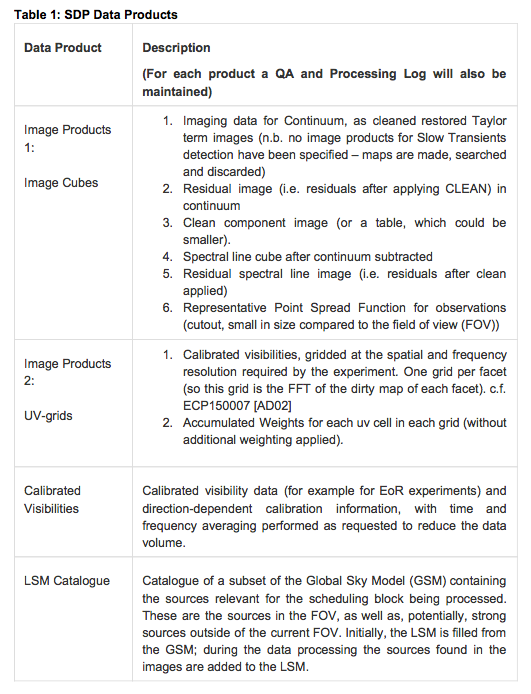 Table 1: SDP Data Products
Data Product
Description
(For each product a QA and Processing Log will also be
maintained)
Image Products
1:
Image Cubes
1. Imaging data for Continuum, as cleaned restored Taylor
term images (n.b. no image products for Slow Transients
detection have been specified – maps are made, searched
and discarded)
2. Residual image (i.e. residuals after applying CLEAN) in
continuum
3. Clean component image (or a table, which could be
smaller).
4. Spectral line cube after continuum subtracted
5. Residual spectral line image (i.e. residuals after clean
applied)
6. Representative Point Spread Function for observations
(cutout, small in size compared to the field of view (FOV))
Image Products
2:
UV-grids
1. Calibrated visibilities, gridded at the spatial and frequency
resolution required by the experiment. One grid per facet
(so this grid is the FFT of the dirty map of each facet). c.f.
ECP150007 [AD02]
2. Accumulated Weights for each uv cell in each grid (without
additional weighting applied).
Calibrated
Visibilities
Calibrated visibility data (for example for EoR experiments) and
direction-dependent calibration information, with time and
frequency averaging performed as requested to reduce the data
volume.
LSM Catalogue
Catalogue of a subset of the Global Sky Model (GSM) containing
the sources relevant for the scheduling block being processed.
These are the sources in the FOV, as well as, potentially, strong
sources outside of the current FOV. Initially, the LSM is filled from
the GSM; during the data processing the sources found in the
images are added to the LSM.